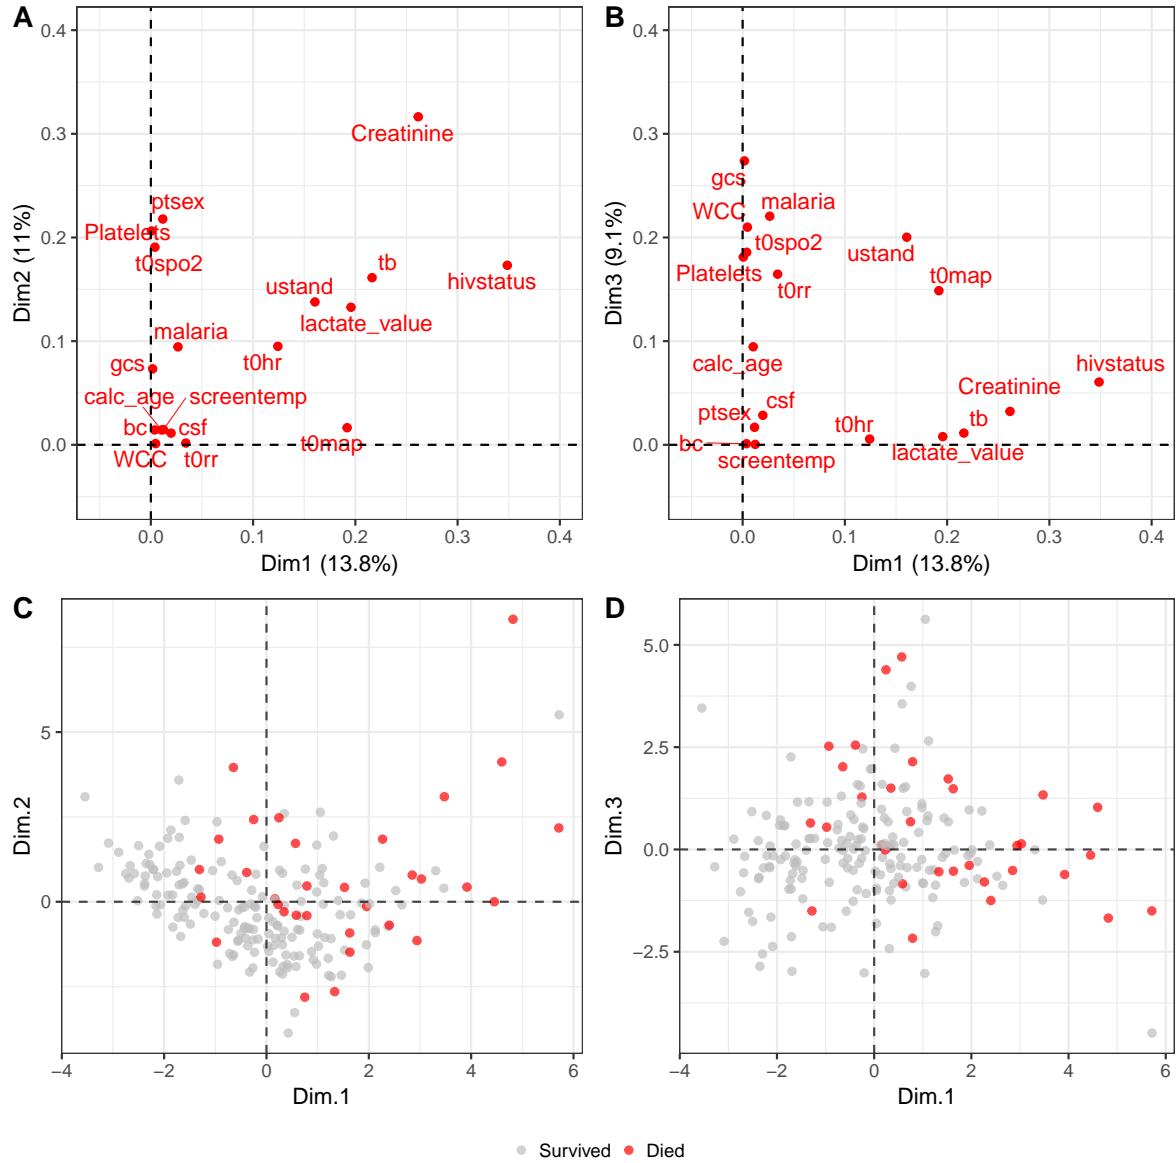 A
0.4
0.3
0.2
0.1
0.0
Dim2 (11%)
Creatinine
ptsex
Platelets
t0spo2
tb
hivstatus
ustand
lactate_value
malaria
t0hr
gcs
calc_age
screentemp
bc
csf
WCC
t0rr
t0map
0.0 0.1 0.2 0.3 0.4
Dim1 (13.8%)
B
0.4
0.3
0.2
0.1
0.0
Dim3 (9.1%)
gcs
WCC
malaria
t0spo2
ustand
Platelets
t0rr
t0map
calc_age
hivstatus
Creatinine
csf
ptsex
tb
t0hr
bc
screentemp
lactate_value
0.0 0.1 0.2 0.3 0.4
Dim1 (13.8%)
C
5
0
Dim.2
−4 −2 0 2 4 6
Dim.1
D
5.0
2.5
0.0
−2.5
Dim.3
−4 −2 0 2 4 6
Dim.1
Survived Died